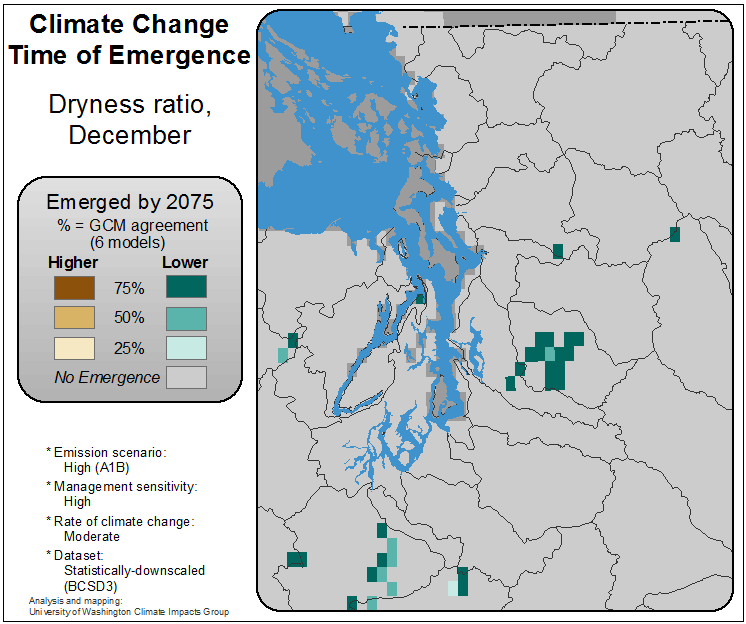 Climate Change
Time of Emergence
Dryness ratio,
December
Emerged by 2075
% = GCM agreement
(6 models)
Higher Lower
75%
50%
25%
No Emergence
* Emission scenario:
High (A1B)
* Management sensitivity:
High
* Rate of climate change:
Moderate
* Dataset:
Statistically-downscaled
(BCSD3)
Analysis and mapping:
University of Washington Climate Impacts Group